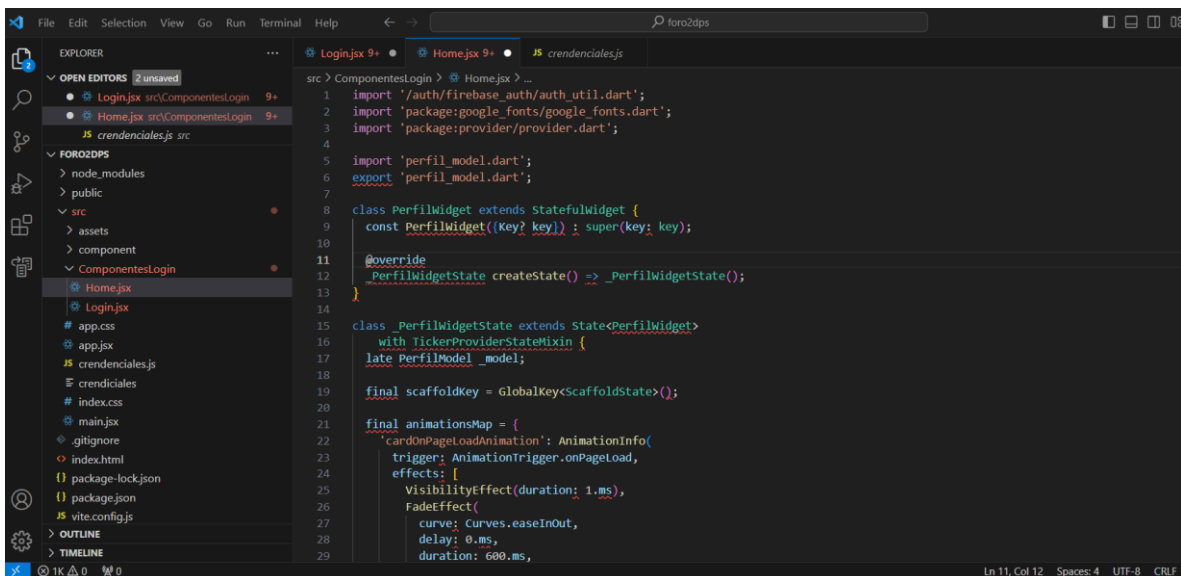 File Edit Selection View Go Run Terminal Help
foro2dps
EXPLORER
OPEN EDITORS 2 unsaved
Login.jsx src\ComponentesLogin 9+
Home.jsx src\ComponentesLogin 9+
JS crendenciales.js src
FORO2DPS
node_modules
public
src
assets
component
ComponentesLogin
Home.jsx
Login.jsx
# app.css
app.jsx
JS crendenciales.js
crendiciales
# index.css
main.jsx
.gitignore
<> index.html
{} package-lock.json
{} package.json
JS vite.config.js
OUTLINE
TIMELINE
Login.jsx 9+ Home.jsx 9+ JS crendenciales.js
src > ComponentesLogin > Home.jsx > ...
1 import '/auth/firebase_auth/auth_util.dart';
2 import 'package:google_fonts/google_fonts.dart';
3 import 'package:provider/provider.dart';
4
5 import 'perfil_model.dart';
6 export 'perfil_model.dart';
7
8 class PerfilWidget extends StatefulWidget {
9 const PerfilWidget({Key? key}) : super(key: key);
10
11 @override
12 _PerfilWidgetState createState() => _PerfilWidgetState();
13 }
14
15 class _PerfilWidgetState extends State<PerfilWidget>
16 with TickerProviderStateMixin {
17 late PerfilModel _model;
18
19 final scaffoldKey = GlobalKey<ScaffoldState>();
20
21 final animationsMap = {
22 'cardOnPageLoadAnimation': AnimationInfo(
23 trigger: AnimationTrigger.onPageLoad,
24 effects: [
25 VisibilityEffect(duration: 1.ms),
26 FadeEffect(
27 curve: Curves.easeInOut,
28 delay: 0.ms,
29 duration: 600.ms,
2
1K 0 0
Ln 11, Col 12 Spaces: 4 UTF-8 CRLF